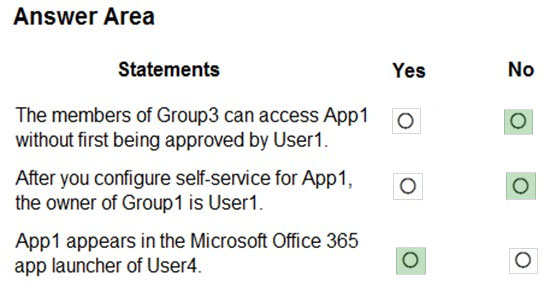 Answer Area
Statements Yes No
The members of Group3 can access App1
without first being approved by User1.
After you configure self-service for App1,
the owner of Group1 is User1.
App1 appears in the Microsoft Office 365
app launcher of User4.